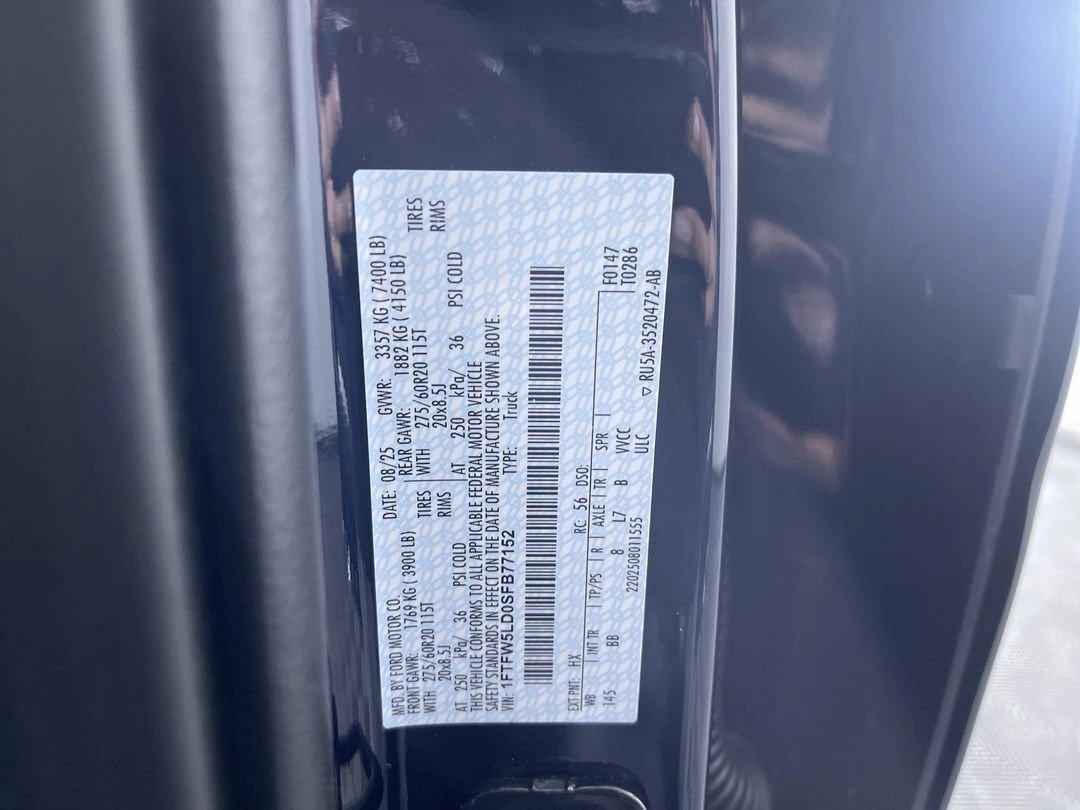 MFD. BY FORD MOTOR CO.
DATE: 08/25 GVWR: 3357 KG ( 7400 LB)
FRONT GAWR: 1769 KG ( 3900 LB) REAR GAWR: 1882 KG ( 4150 LB)
WITH 275/60R20 115T TIRES WITH 275/60R20 115T TIRES
20x8.5J RIMS 20x8.5J RIMS
AT 250 kPa/ 36 PSI COLD AT 250 kPa/ 36 PSI COLD
THIS VEHICLE CONFORMS TO ALL APPLICABLE FEDERAL MOTOR VEHICLE
SAFETY STANDARDS IN EFFECT ON THE DATE OF MANUFACTURE SHOWN ABOVE.
VIN: 1FTFW5LD0SFB77152 TYPE: Truck
EXT PNT: HX RC: 56 DSO:
WB INT TR TP/PS R AXLE TR SPR F0147
145 BB 8 L7 B VVCC T0286
ULC
2202508011555 ▽ RU5A-3520472-AB